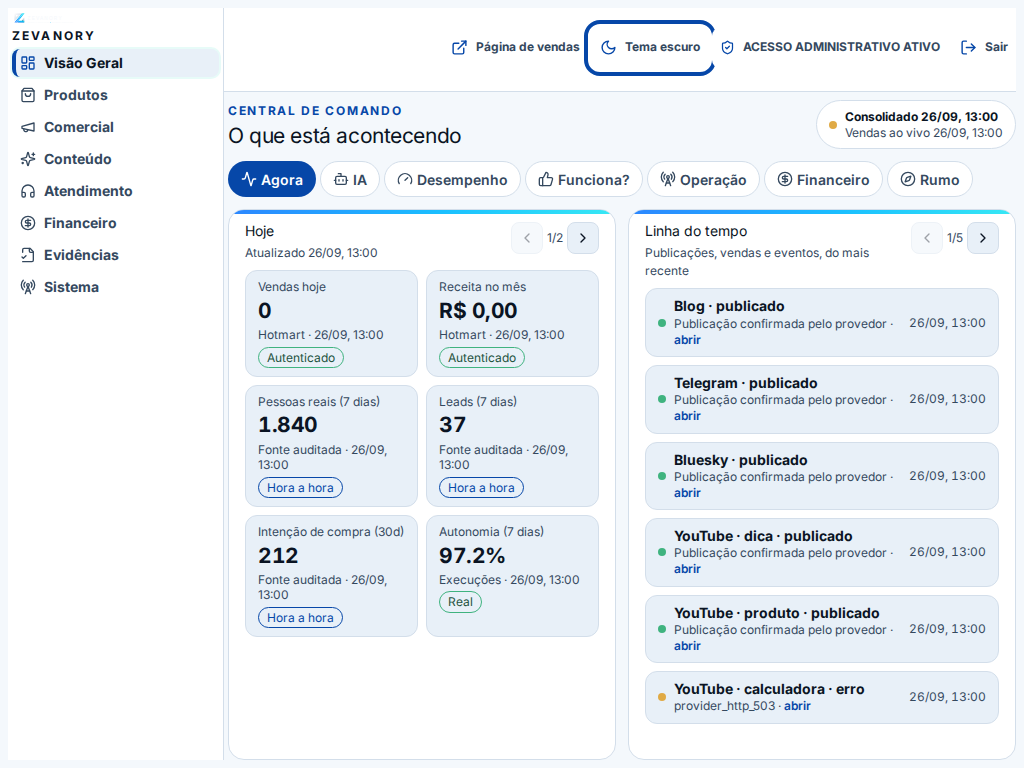 ZEVANORY
Visão Geral
Produtos
Comercial
Conteúdo
Atendimento
Financeiro
Evidências
Sistema
Página de vendas
Tema escuro
ACESSO ADMINISTRATIVO ATIVO
Sair
CENTRAL DE COMANDO
O que está acontecendo
Consolidado 26/09, 13:00
Vendas ao vivo 26/09, 13:00
Agora
IA
Desempenho
Funciona?
Operação
Financeiro
Rumo
Hoje
Atualizado 26/09, 13:00
1/2
Vendas hoje
0
Hotmart · 26/09, 13:00
Autenticado
Receita no mês
R$ 0,00
Hotmart · 26/09, 13:00
Autenticado
Pessoas reais (7 dias)
1.840
Fonte auditada · 26/09,
13:00
Hora a hora
Leads (7 dias)
37
Fonte auditada · 26/09,
13:00
Hora a hora
Intenção de compra (30d)
212
Fonte auditada · 26/09,
13:00
Hora a hora
Autonomia (7 dias)
97.2%
Execuções · 26/09, 13:00
Real
Linha do tempo
Publicações, vendas e eventos, do mais
recente
1/5
Blog · publicado
Publicação confirmada pelo provedor ·
abrir
26/09, 13:00
Telegram · publicado
Publicação confirmada pelo provedor ·
abrir
26/09, 13:00
Bluesky · publicado
Publicação confirmada pelo provedor ·
abrir
26/09, 13:00
YouTube · dica · publicado
Publicação confirmada pelo provedor ·
abrir
26/09, 13:00
YouTube · produto · publicado
Publicação confirmada pelo provedor ·
abrir
26/09, 13:00
YouTube · calculadora · erro
provider_http_503 · abrir
26/09, 13:00